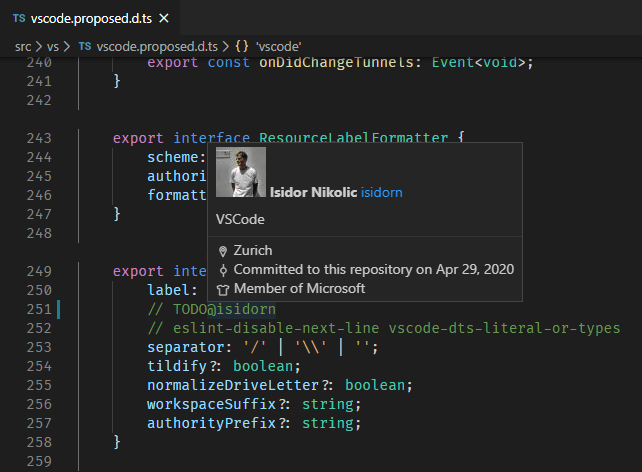 TS vscode.proposed.d.ts ×
src > vs > TS vscode.proposed.d.ts > {} 'vscode'
240 export const onDidChangeTunnels: Event<void>;
241 }
242
243 export interface ResourceLabelFormatter {
244 scheme:
245 authori
246 formatt
247 }
248
Isidor Nikolic isidorn
VSCode
Zurich
Committed to this repository on Apr 29, 2020
Member of Microsoft
249 export inte
250 label:
251 // TODO@isidorn
252 // eslint-disable-next-line vscode-dts-literal-or-types
253 separator: '/' | '\\' | '';
254 tildify?: boolean;
255 normalizeDriveLetter?: boolean;
256 workspaceSuffix?: string;
257 authorityPrefix?: string;
258 }
259